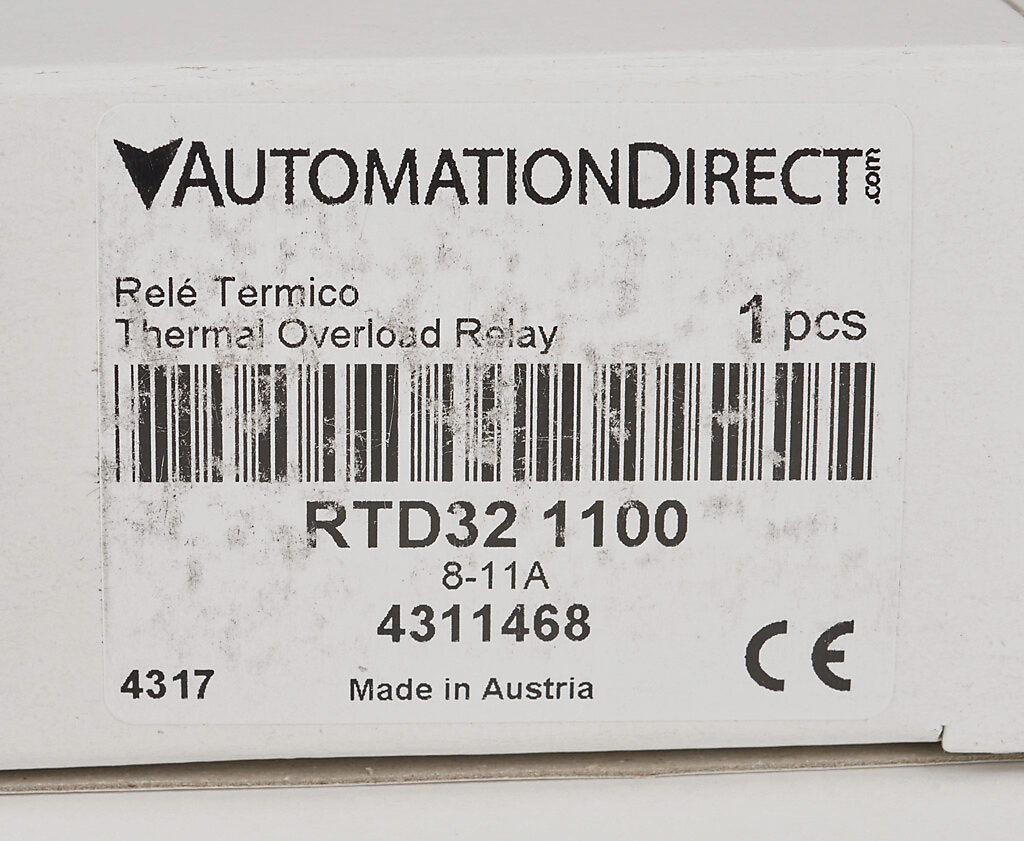 AUTOMATIONDIRECT.com
Relé Termico
Thermal Overload Relay
1 pcs
RTD32 1100
8-11A
4311468
4317
Made in Austria
CE